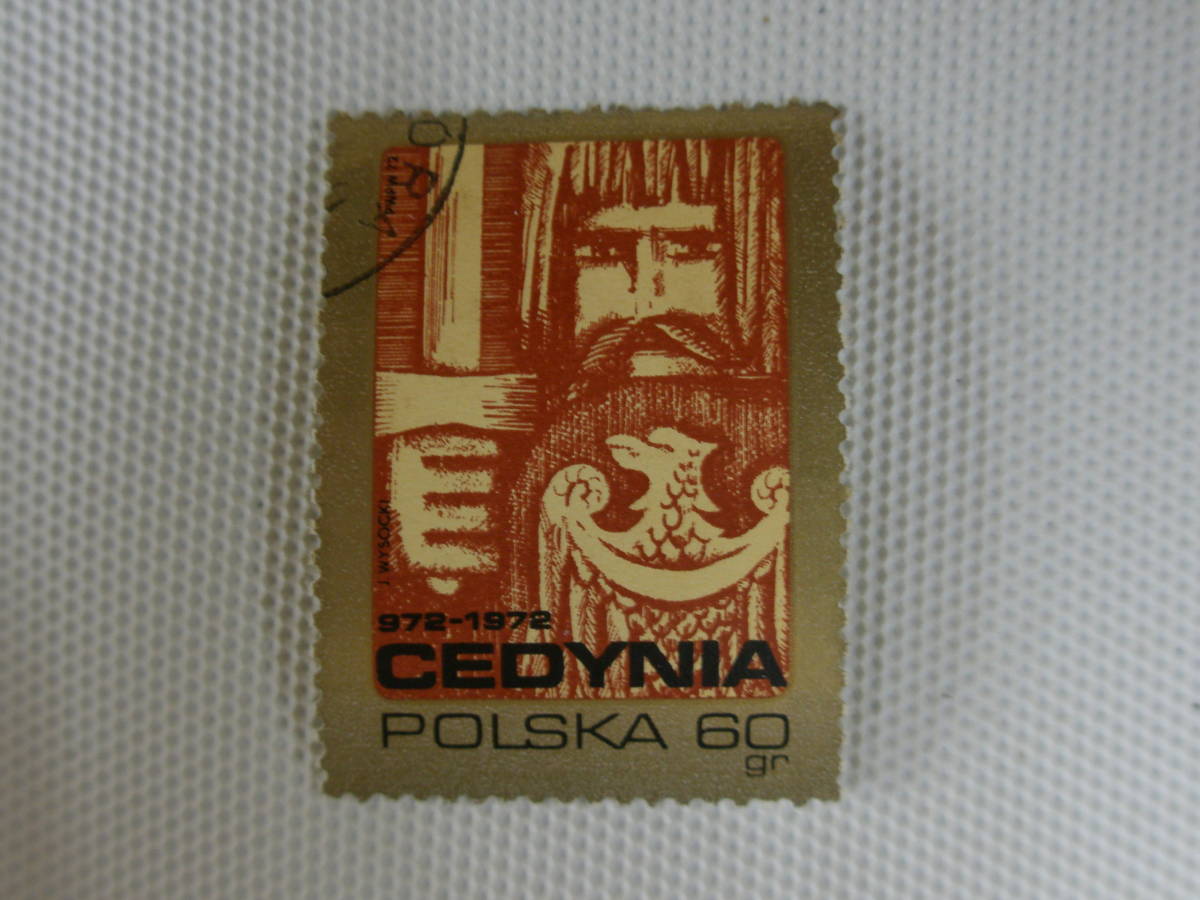 J. WYSOCKI
972-1972
CEDYNIA
POLSKA 60
gr